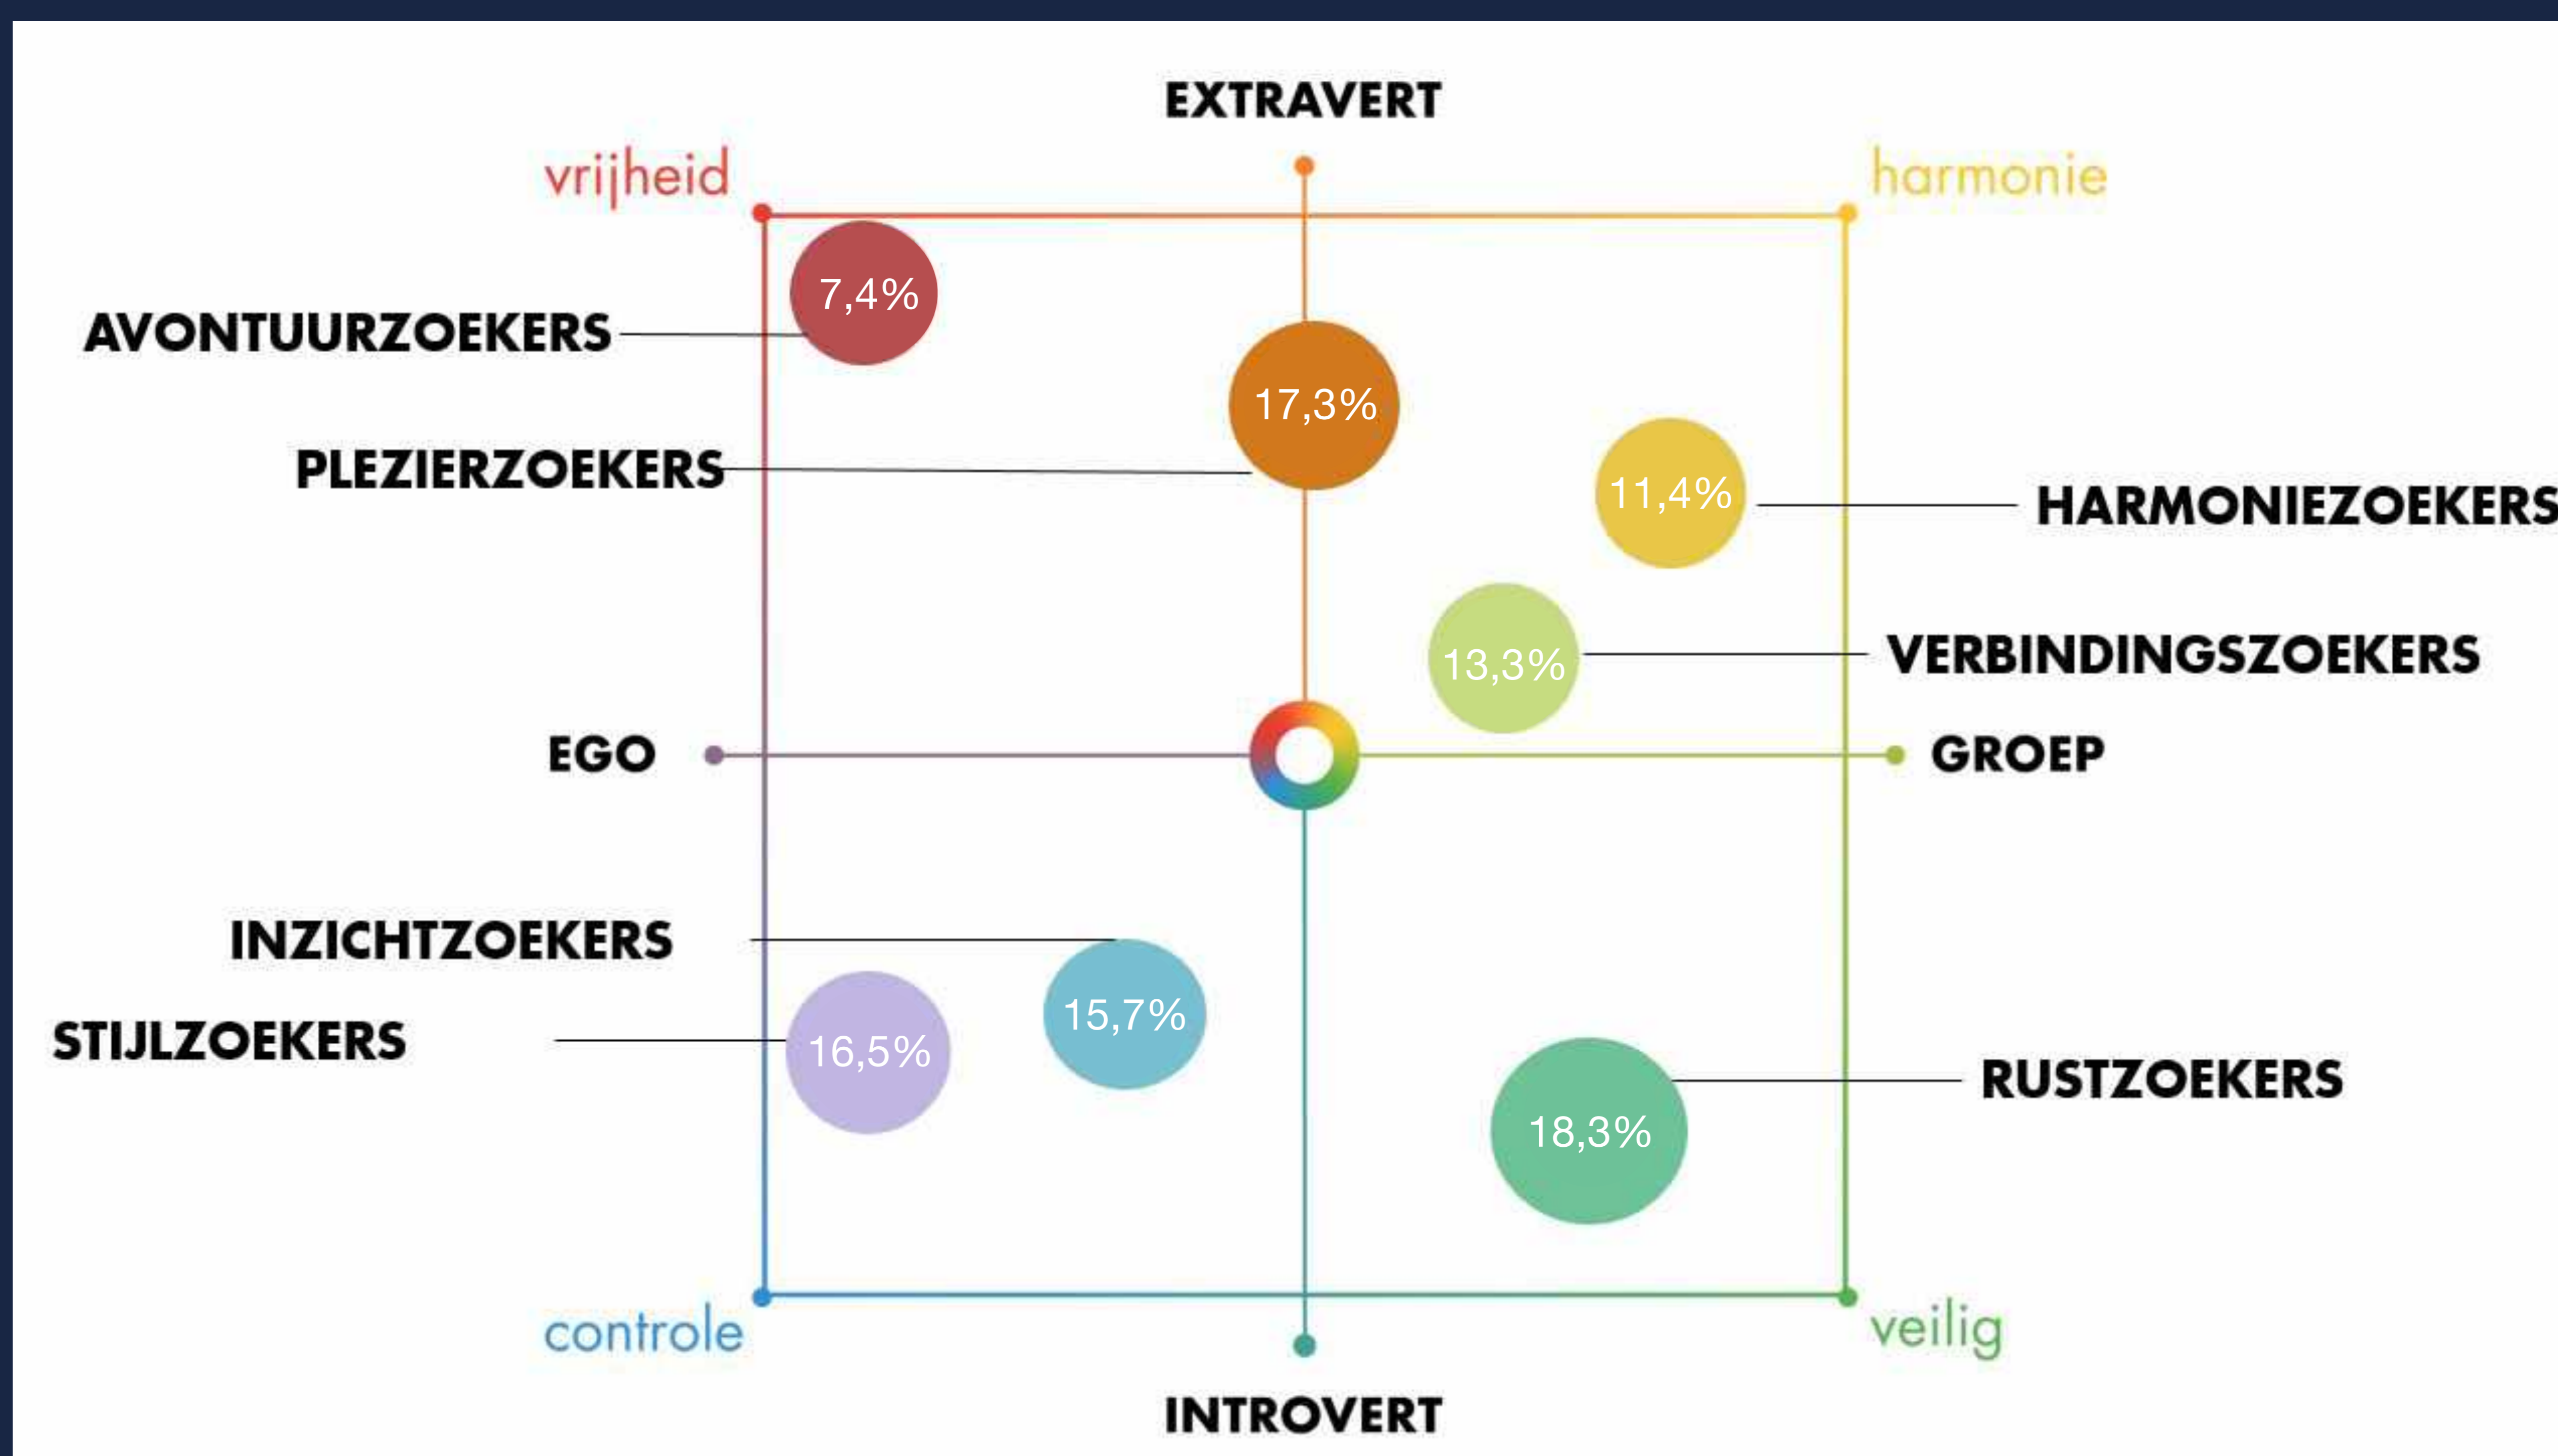 EXTRAVERT
vrijheid
harmonie
7,4%
AVONTUURZOEKERS
17,3%
PLEZIERZOEKERS
11,4%
HARMONIEZOEKERS
13,3%
VERBINDINGSZOEKERS
EGO
GROEP
INZICHTZOEKERS
15,7%
STIJLZOEKERS
16,5%
RUSTZOEKERS
18,3%
controle
veilig
INTROVERT